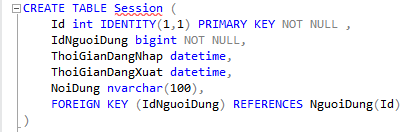 CREATE TABLE Session (
Id int IDENTITY(1,1) PRIMARY KEY NOT NULL ,
IdNguoiDung bigint NOT NULL,
ThoiGianDangNhap datetime,
ThoiGianDangXuat datetime,
NoiDung nvarchar(100),
FOREIGN KEY (IdNguoiDung) REFERENCES NguoiDung(Id)
)